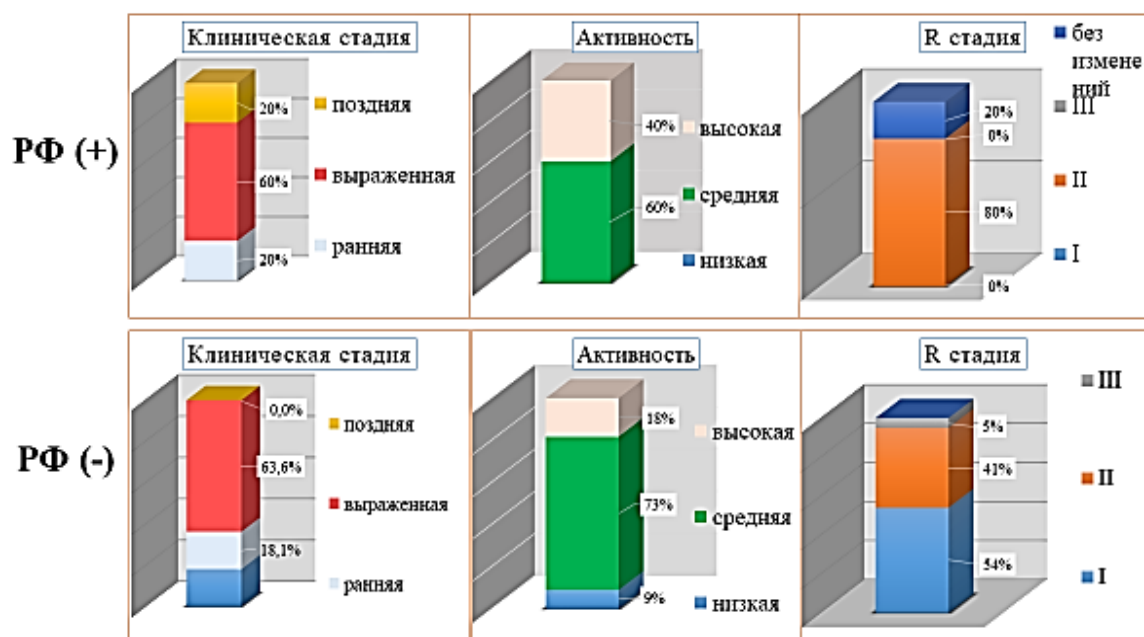 Клиническая стадия
20%
60%
20%
поздняя
выраженная
ранняя
Активность
40%
60%
высокая
средняя
низкая
R стадия
20%
0%
80%
0%
без
изменe
ний
III
II
I
РФ (+)
Клиническая стадия
0,0%
63,6%
18,1%
поздняя
выраженная
ранняя
Активность
18%
73%
9%
высокая
средняя
низкая
R стадия
5%
41%
54%
III
II
I
РФ (-)